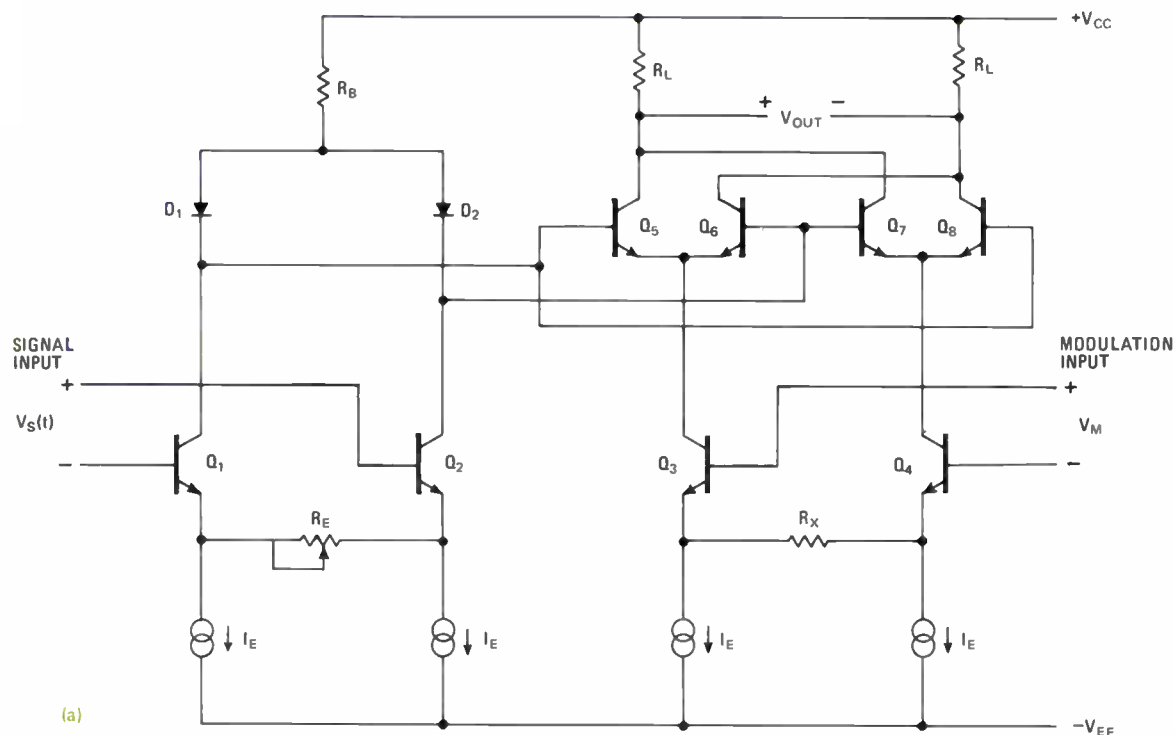 +VCC
RB
RL
RL
+ VOUT −
D1
D2
Q5
Q6
Q7
Q8
SIGNAL
INPUT
+
VS(t)
−
MODULATION
INPUT
+
VM
−
Q1
Q2
Q3
Q4
RE
RX
IE
IE
IE
IE
(a)
−VEE